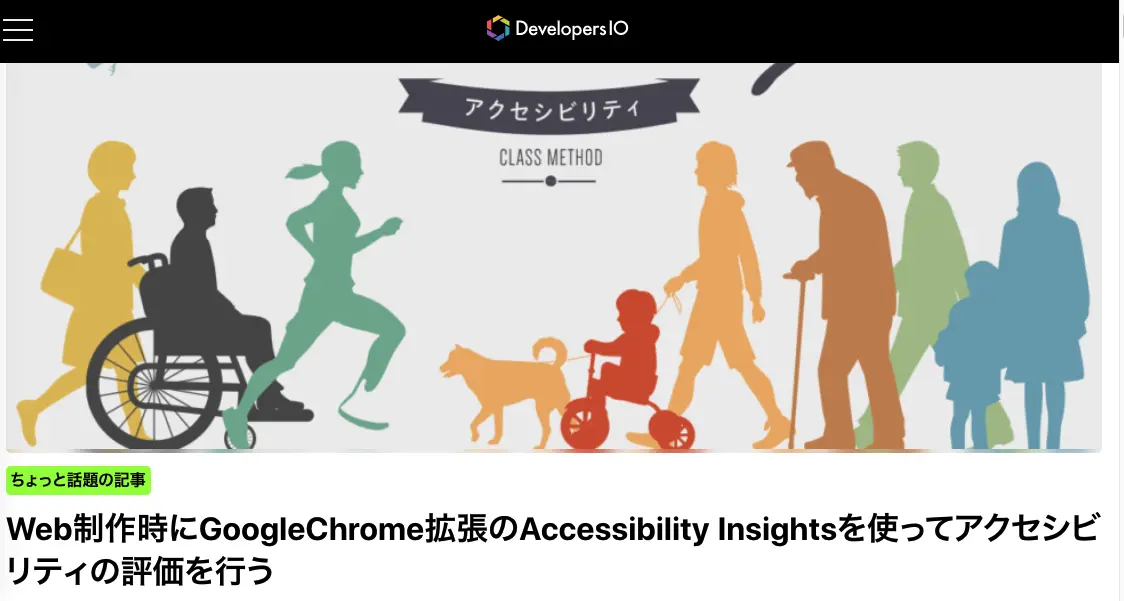 DevelopersIO
アクセシビリティ
CLASS METHOD
ちょっと話題の記事
Web制作時にGoogleChrome拡張のAccessibility Insightsを使ってアクセシビ
リティの評価を行う